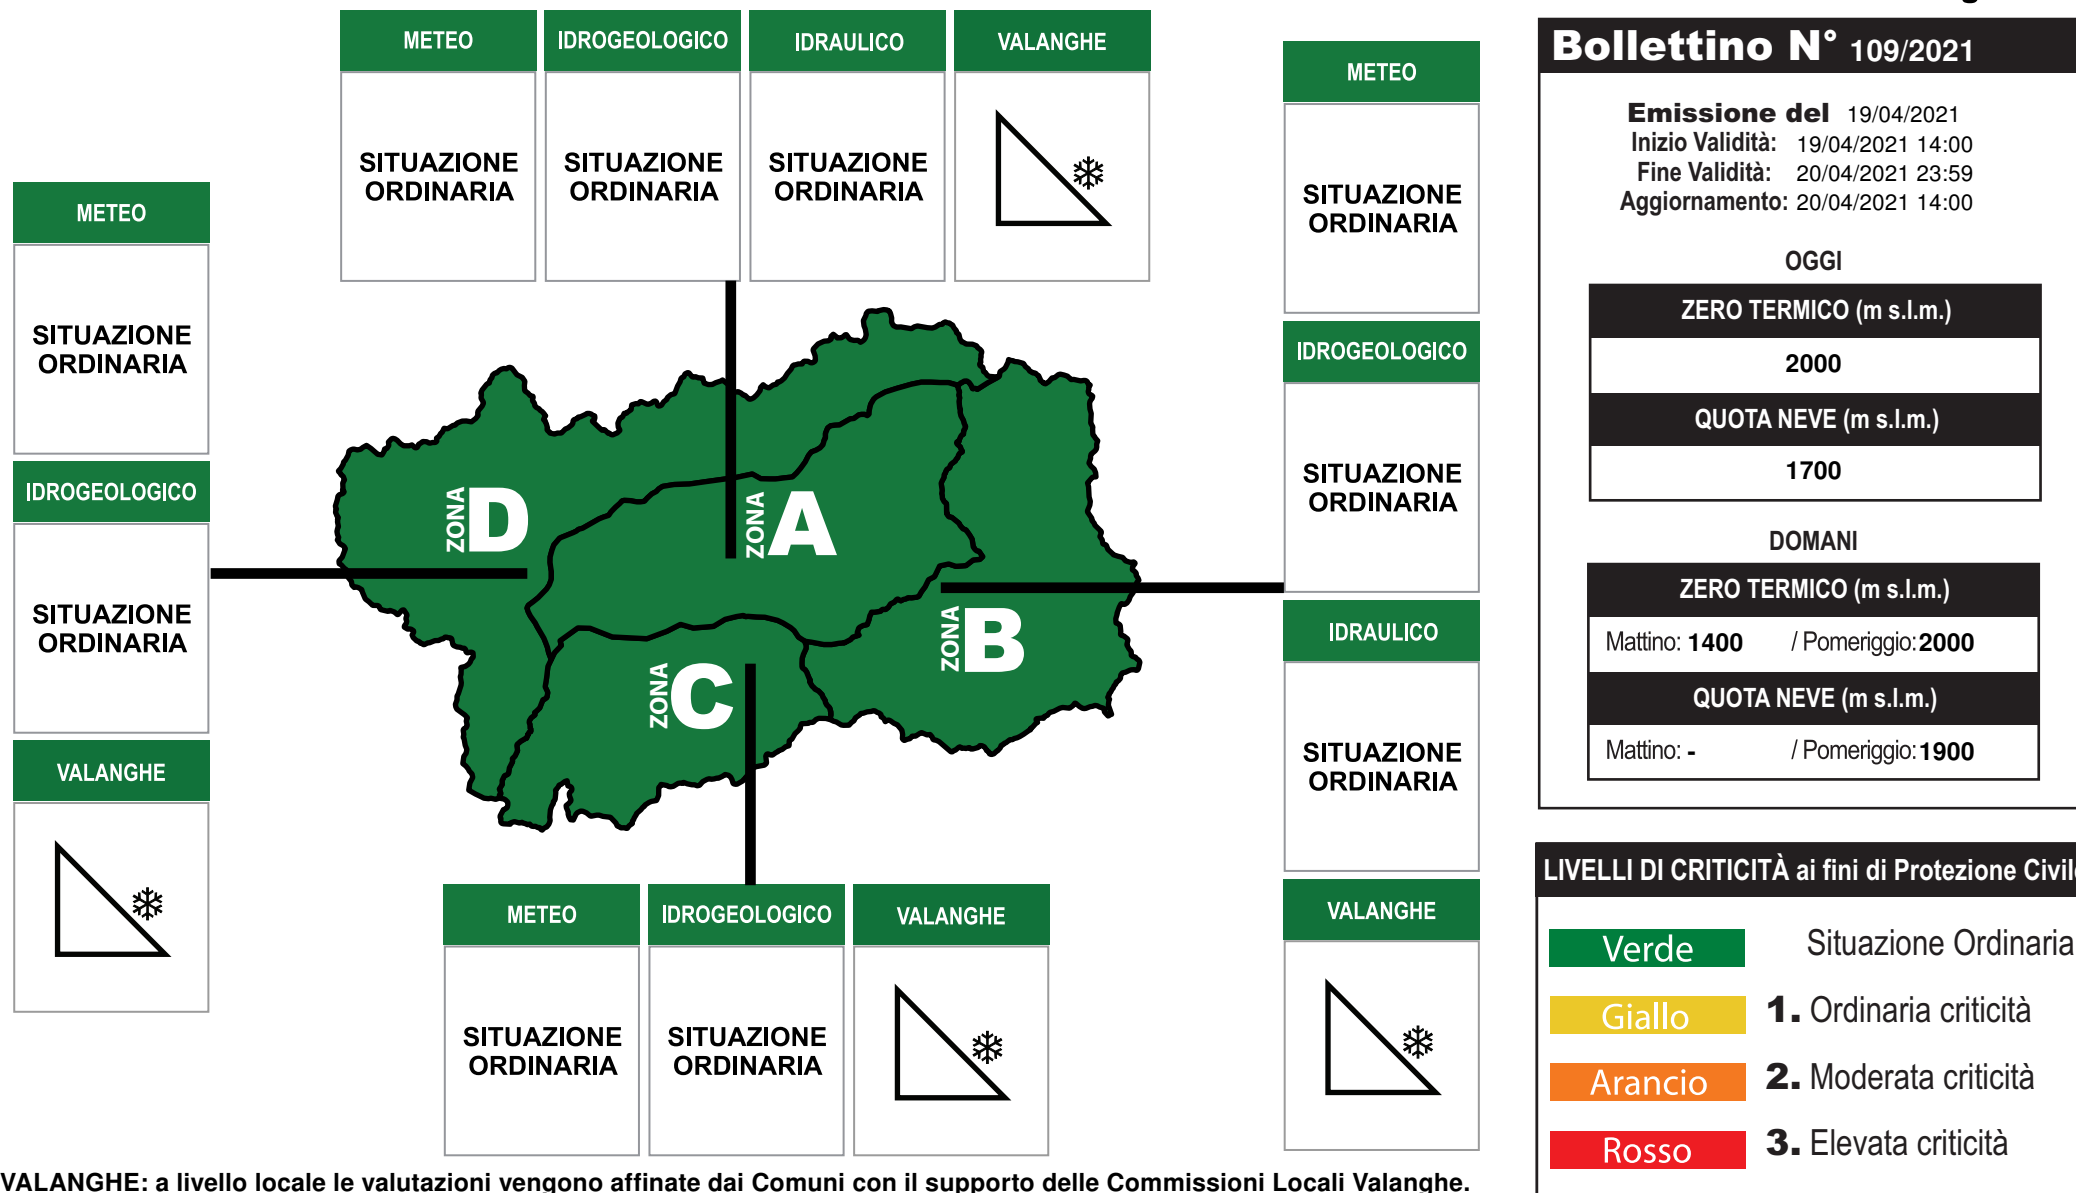 METEO
IDROGEOLOGICO
IDRAULICO
VALANGHE
SITUAZIONE
ORDINARIA
SITUAZIONE
ORDINARIA
SITUAZIONE
ORDINARIA
METEO
SITUAZIONE
ORDINARIA
IDROGEOLOGICO
SITUAZIONE
ORDINARIA
VALANGHE
METEO
SITUAZIONE
ORDINARIA
IDROGEOLOGICO
SITUAZIONE
ORDINARIA
IDRAULICO
SITUAZIONE
ORDINARIA
VALANGHE
ZONA D
ZONA A
ZONA B
ZONA C
METEO
IDROGEOLOGICO
VALANGHE
SITUAZIONE
ORDINARIA
SITUAZIONE
ORDINARIA
VALANGHE: a livello locale le valutazioni vengono affinate dai Comuni con il supporto delle Commissioni Locali Valanghe.
Bollettino N° 109/2021
Emissione del 19/04/2021
Inizio Validità: 19/04/2021 14:00
Fine Validità: 20/04/2021 23:59
Aggiornamento: 20/04/2021 14:00
OGGI
ZERO TERMICO (m s.l.m.)
2000
QUOTA NEVE (m s.l.m.)
1700
DOMANI
ZERO TERMICO (m s.l.m.)
Mattino: 1400 / Pomeriggio: 2000
QUOTA NEVE (m s.l.m.)
Mattino: - / Pomeriggio: 1900
LIVELLI DI CRITICITÀ ai fini di Protezione Civile
Verde Situazione Ordinaria
Giallo 1. Ordinaria criticità
Arancio 2. Moderata criticità
Rosso 3. Elevata criticità